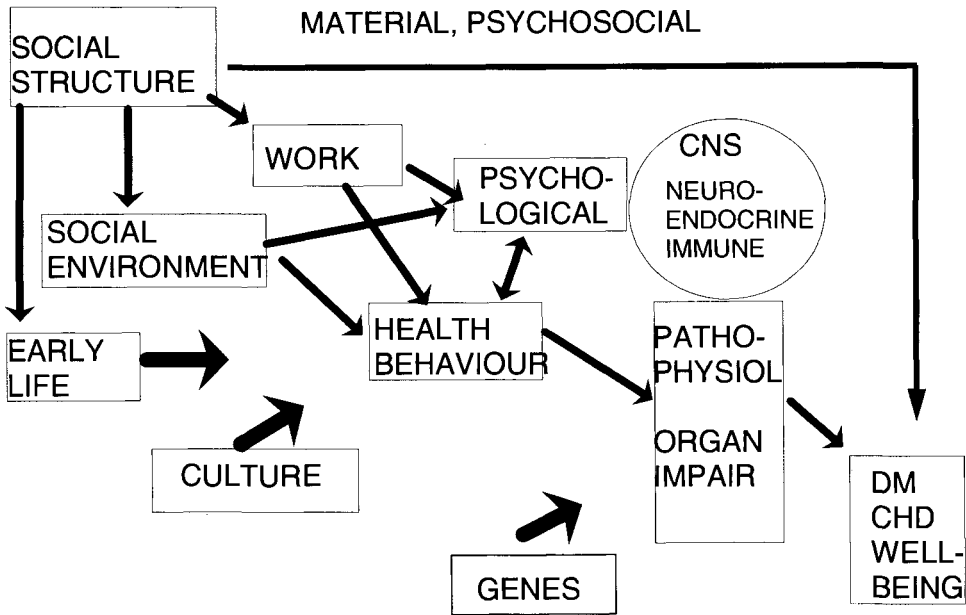 MATERIAL, PSYCHOSOCIAL
SOCIAL
STRUCTURE
WORK
PSYCHO-
LOGICAL
CNS
NEURO-
ENDOCRINE
IMMUNE
SOCIAL
ENVIRONMENT
EARLY
LIFE
HEALTH
BEHAVIOUR
PATHO-
PHYSIOL
ORGAN
IMPAIR
CULTURE
GENES
DM
CHD
WELL-
BEING